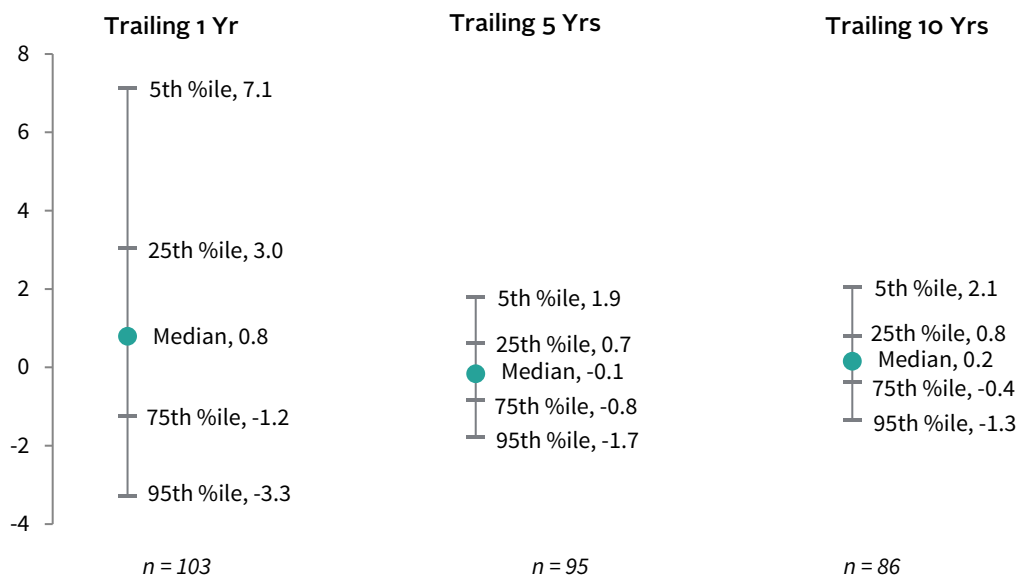 Trailing 1 Yr
Trailing 5 Yrs
Trailing 10 Yrs
8
6
4
2
0
-2
-4
5th %ile, 7.1
25th %ile, 3.0
Median, 0.8
75th %ile, -1.2
95th %ile, -3.3
5th %ile, 1.9
25th %ile, 0.7
Median, -0.1
75th %ile, -0.8
95th %ile, -1.7
5th %ile, 2.1
25th %ile, 0.8
Median, 0.2
75th %ile, -0.4
95th %ile, -1.3
n = 103
n = 95
n = 86